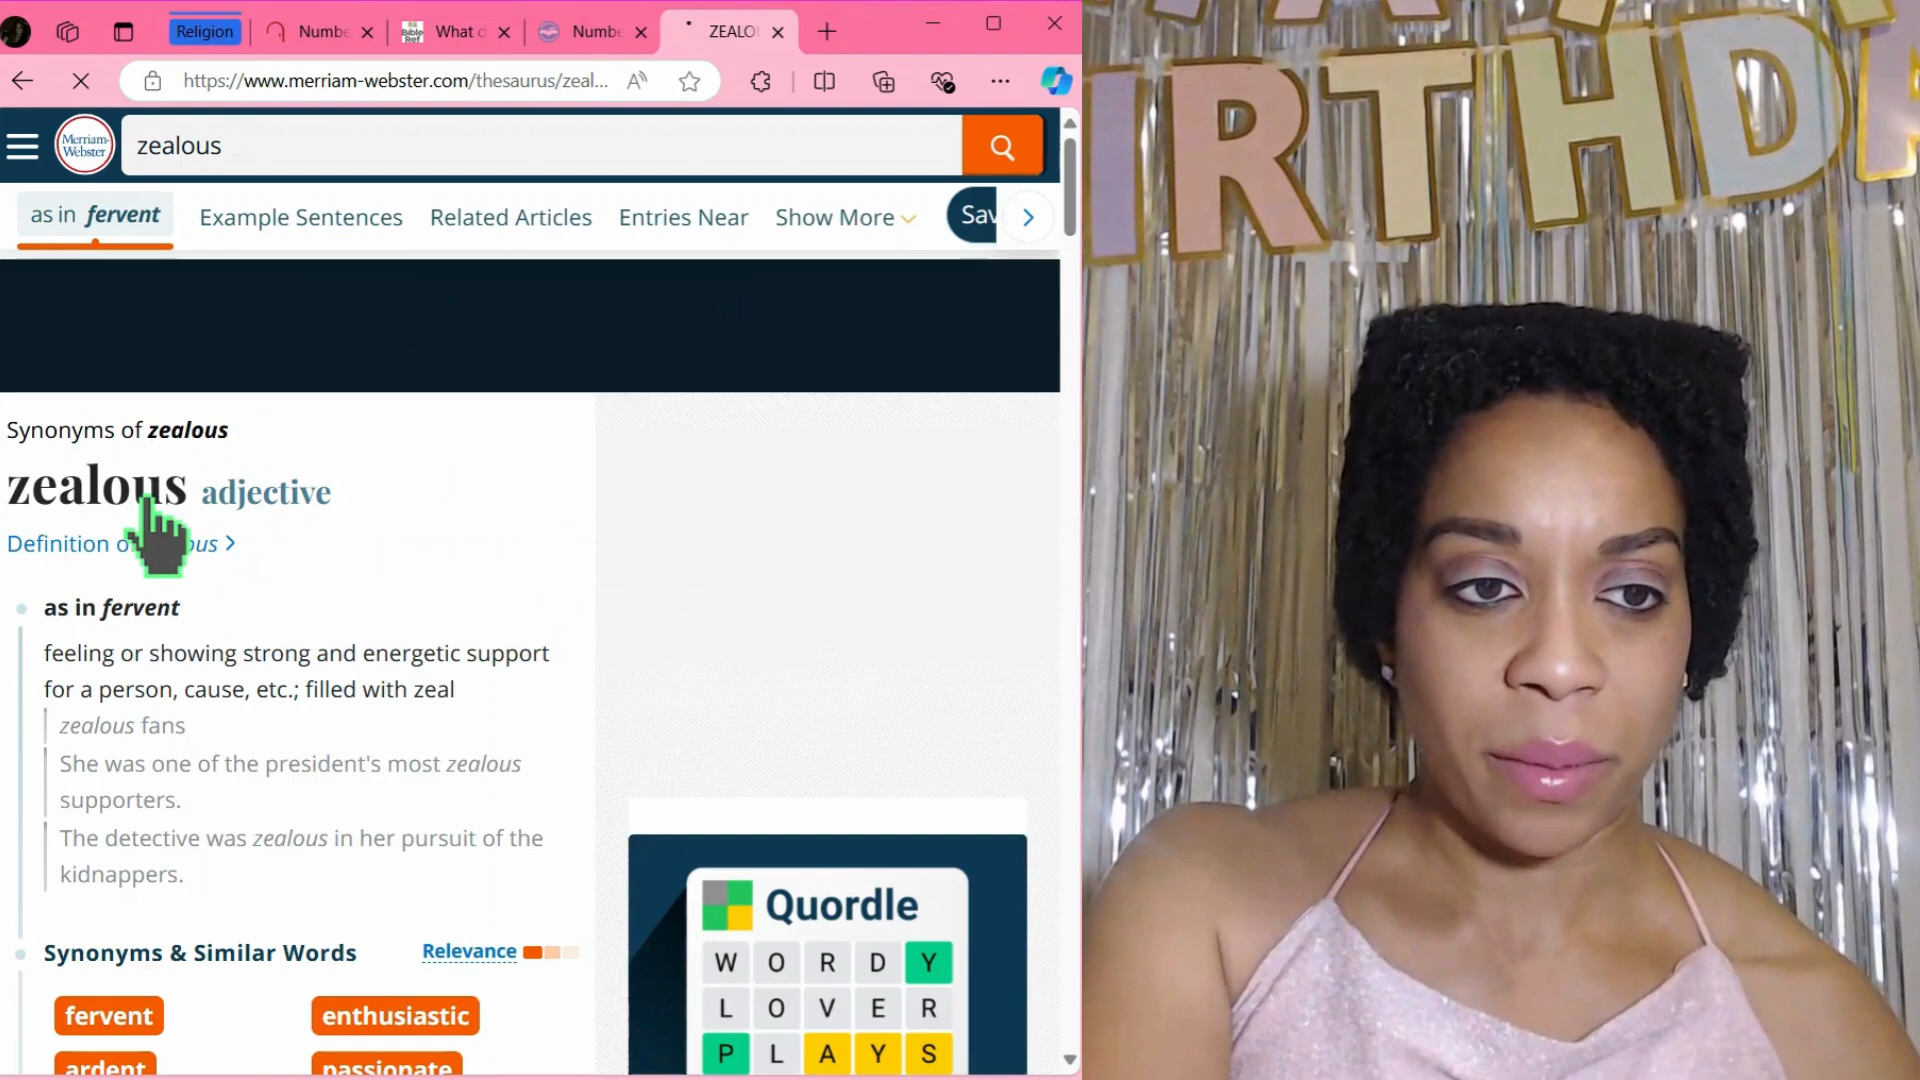 Religion
Numbe
What d
Numbe
ZEALO
https://www.merriam-webster.com/thesaurus/zeal...
Merriam-
Webster
zealous
as in fervent
Example Sentences
Related Articles
Entries Near
Show More
Sav
Synonyms of zealous
zealous adjective
as in fervent
feeling or showing strong and energetic support
for a person, cause, etc.; filled with zeal
zealous fans
She was one of the president's most zealous
supporters.
The detective was zealous in her pursuit of the
kidnappers.
Synonyms & Similar Words
Relevance
fervent
enthusiastic
ardent
passionate
Quordle
W O R D Y
L O V E R
P L A Y S
IRTHD